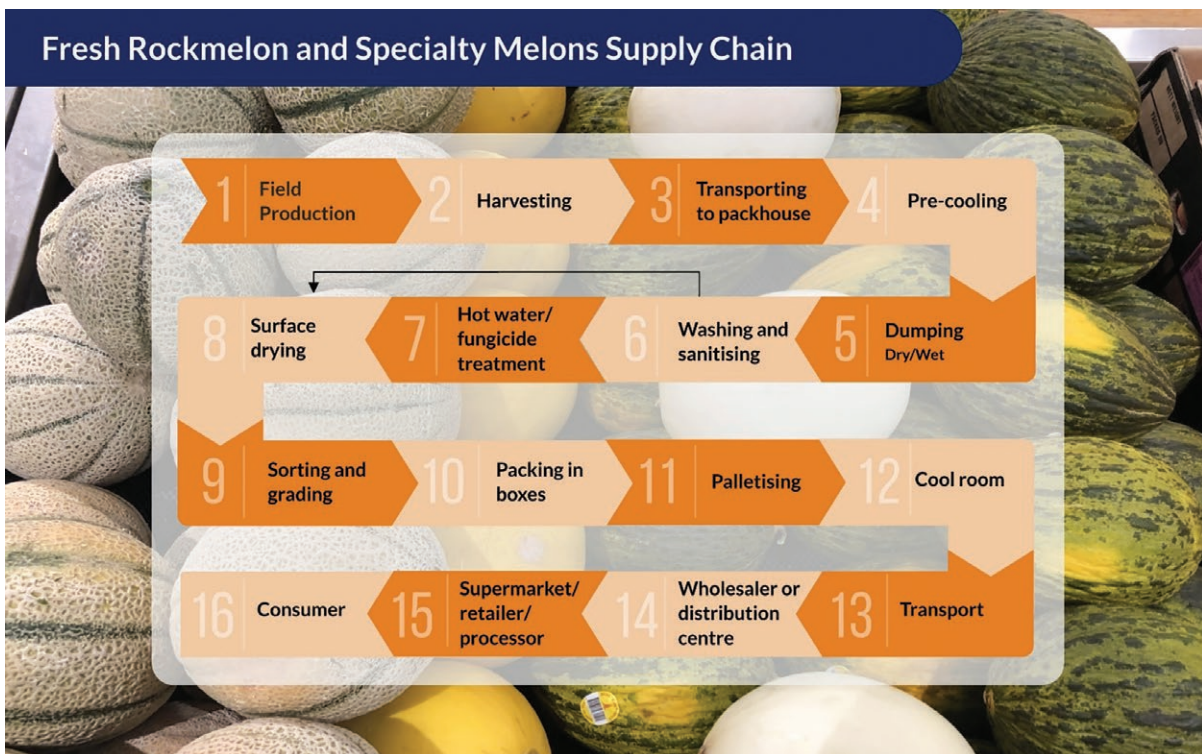 Fresh Rockmelon and Specialty Melons Supply Chain
1
Field
Production
2
Harvesting
3
Transporting
to packhouse
4
Pre-cooling
5
Dumping
Dry/Wet
6
Washing and
sanitising
7
Hot water/
fungicide
treatment
8
Surface
drying
9
Sorting and
grading
10
Packing in
boxes
11
Palletising
12
Cool room
13
Transport
14
Wholesaler or
distribution
centre
15
Supermarket/
retailer/
processor
16
Consumer